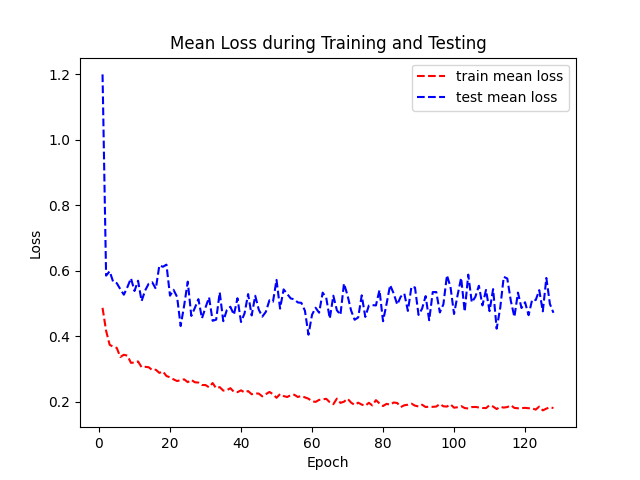 Mean Loss during Training and Testing
train mean loss
test mean loss
1.2
1.0
0.8
0.6
0.4
0.2
Loss
0 20 40 60 80 100 120
Epoch